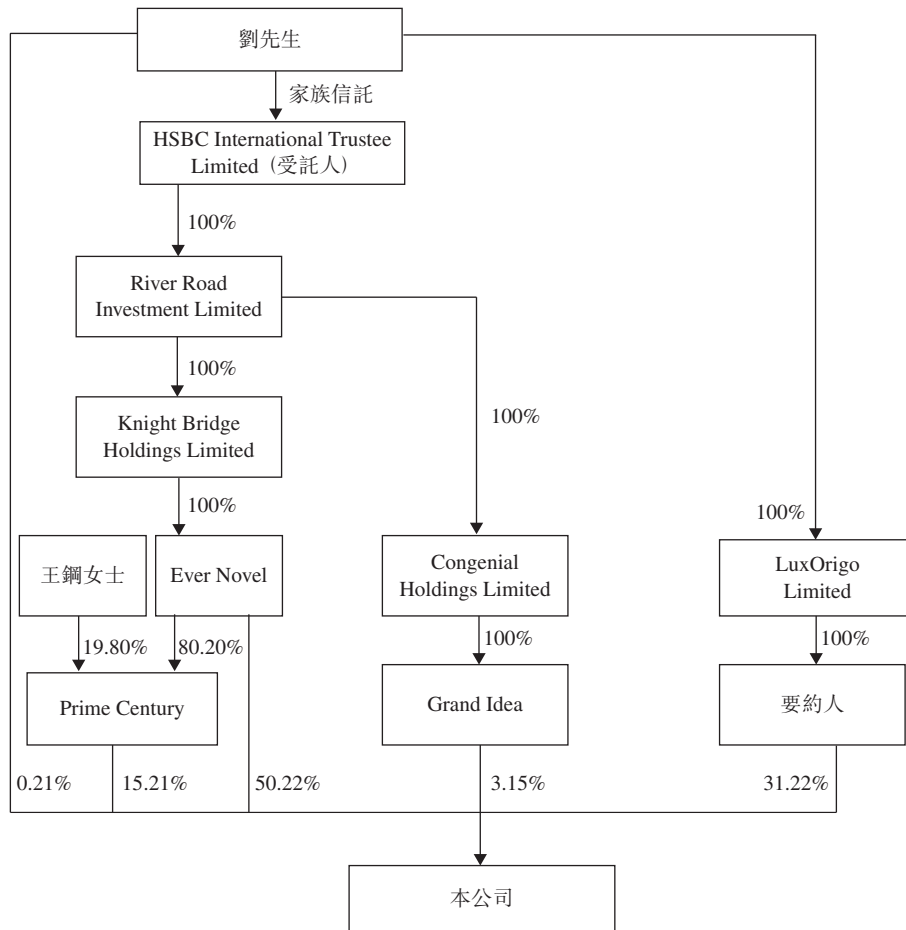 劉先生
家族信託
HSBC International Trustee
Limited（受託人）
100%
River Road
Investment Limited
100%
100%
Knight Bridge
Holdings Limited
100%
100%
王鋼女士
Ever Novel
Congenial
Holdings Limited
LuxOrigo
Limited
19.80%
80.20%
100%
100%
Prime Century
Grand Idea
要約人
0.21%
15.21%
50.22%
3.15%
31.22%
本公司